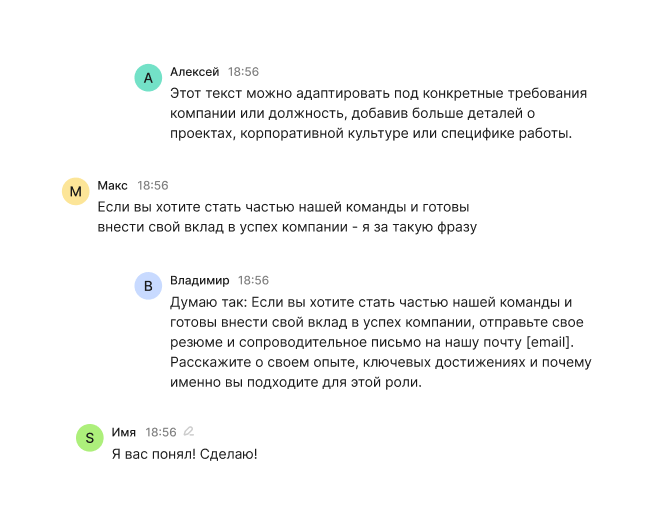 А
Алексей 18:56
Этот текст можно адаптировать под конкретные требования
компании или должность, добавив больше деталей о
проектах, корпоративной культуре или специфике работы.
М
Макс 18:56
Если вы хотите стать частью нашей команды и готовы
внести свой вклад в успех компании - я за такую фразу
В
Владимир 18:56
Думаю так: Если вы хотите стать частью нашей команды и
готовы внести свой вклад в успех компании, отправьте свое
резюме и сопроводительное письмо на нашу почту [email].
Расскажите о своем опыте, ключевых достижениях и почему
именно вы подходите для этой роли.
S
Имя 18:56
Я вас понял! Сделаю!